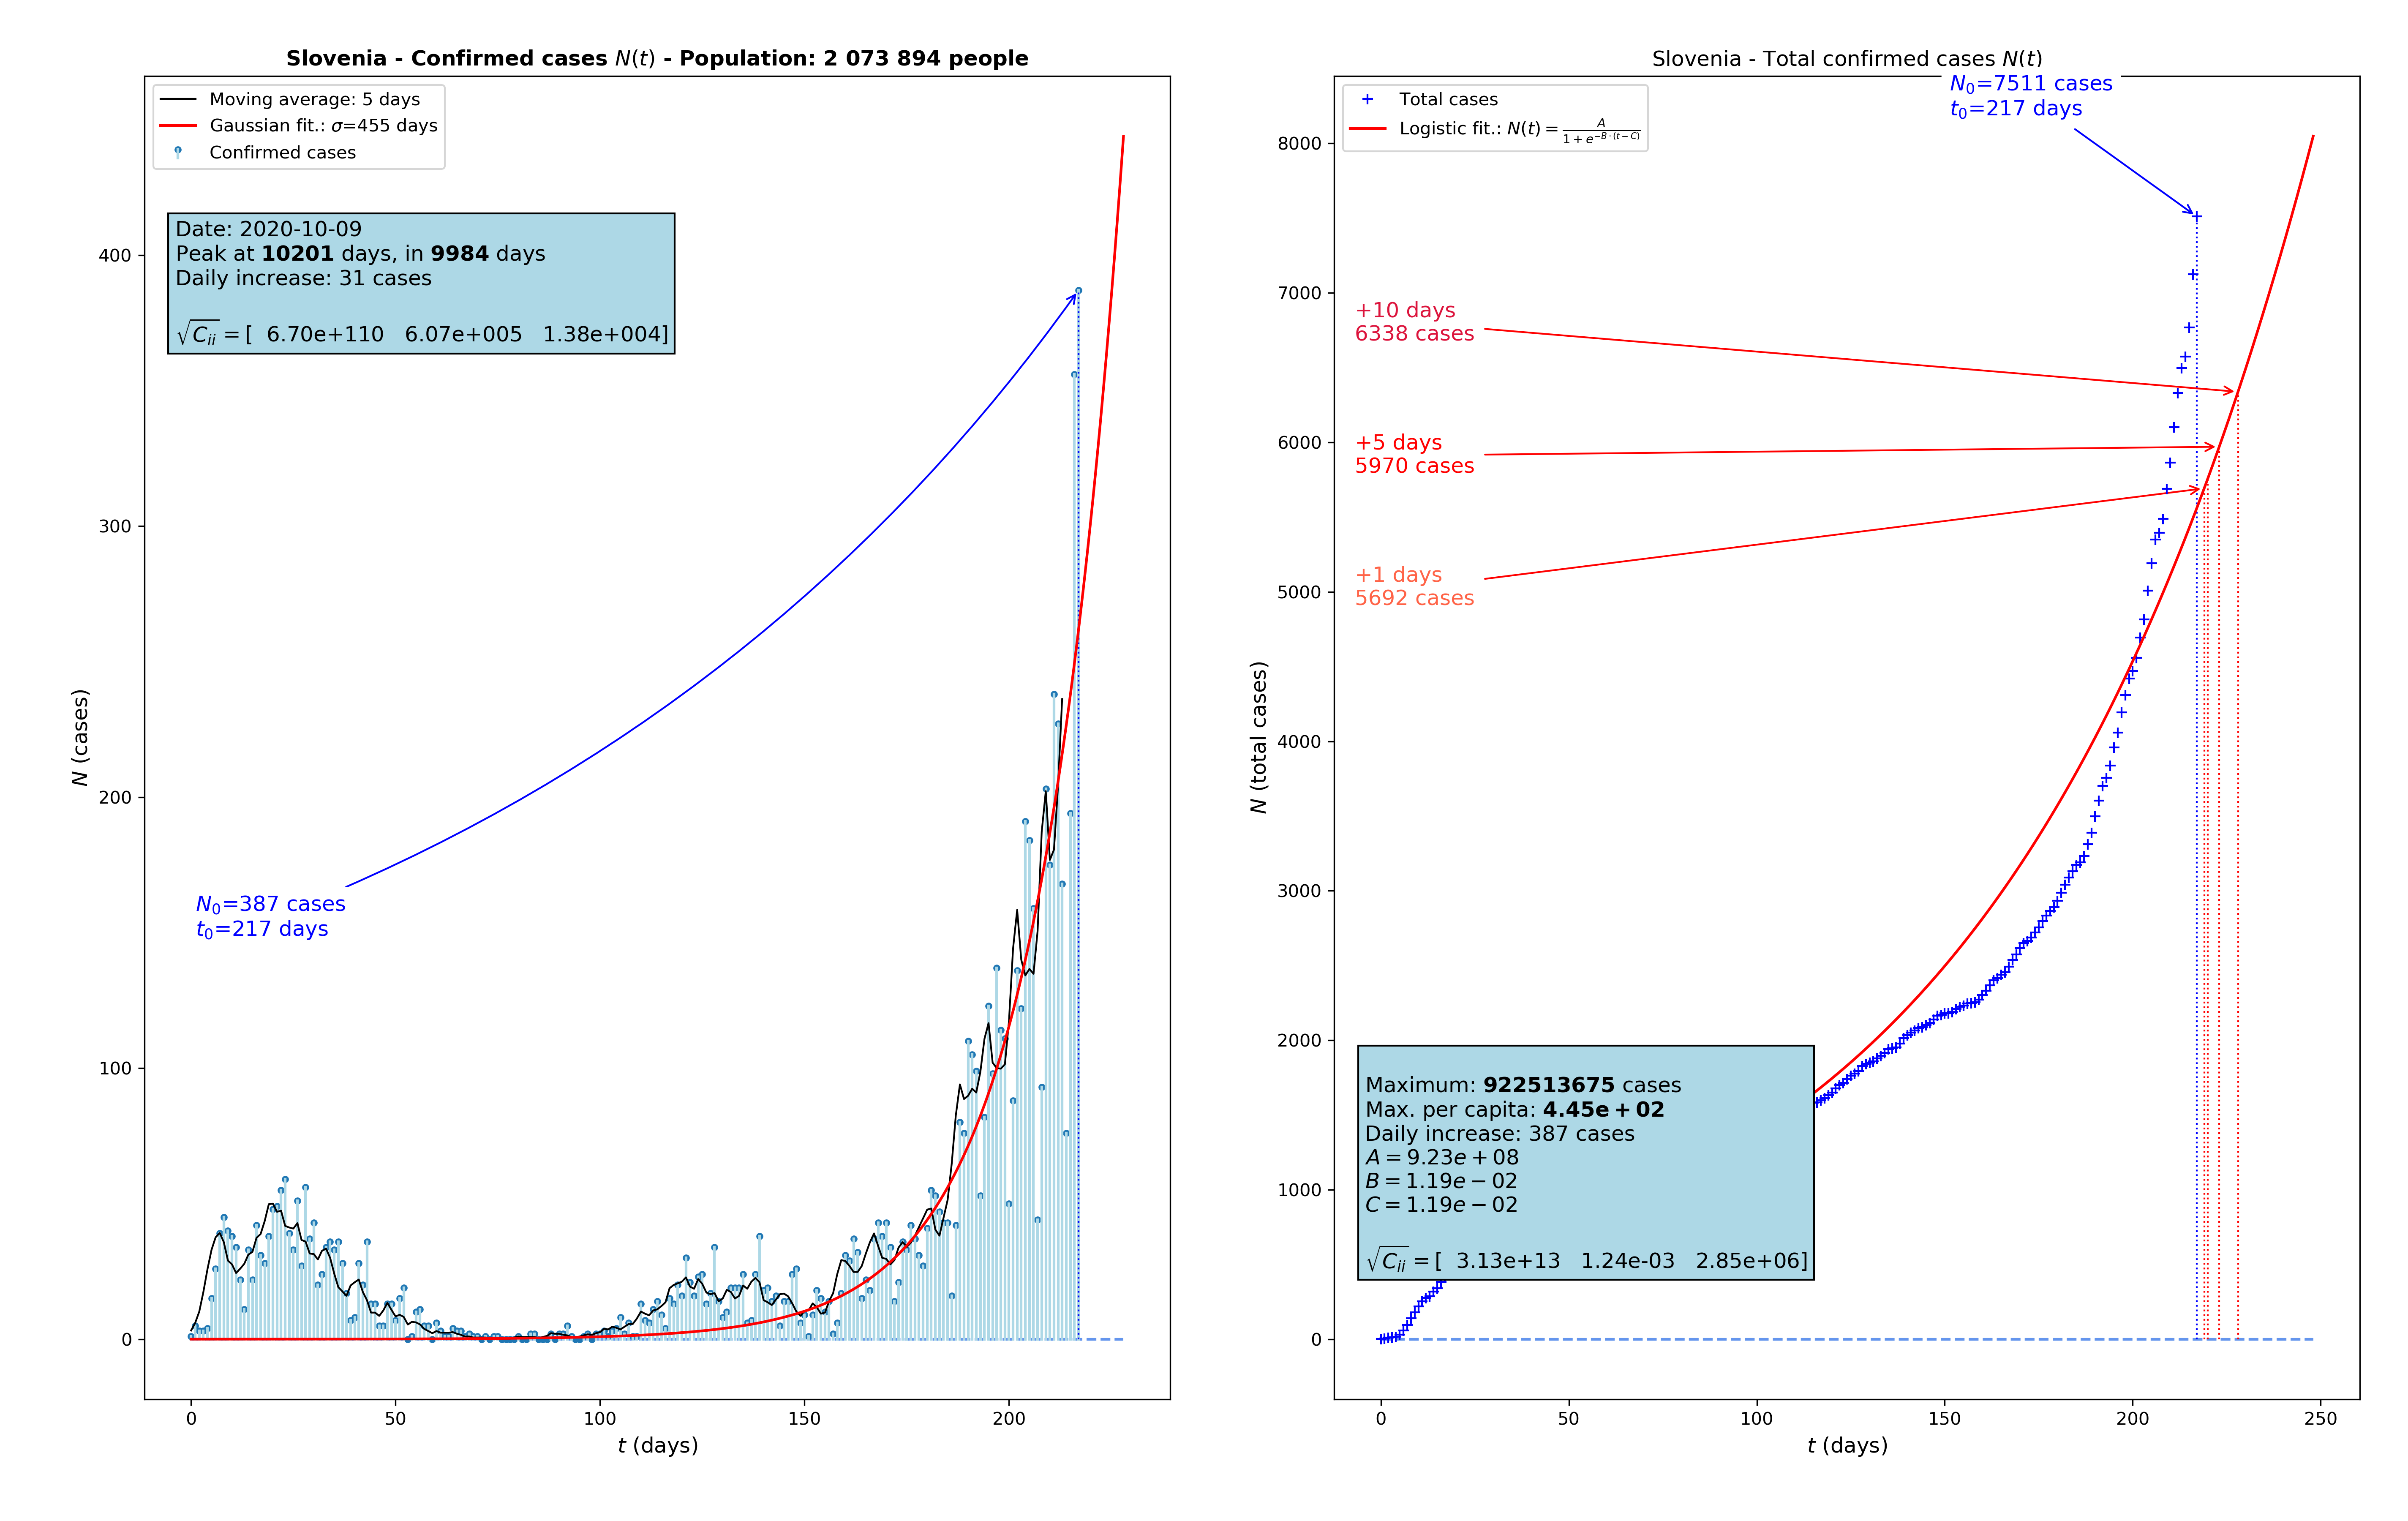 Slovenia - Confirmed cases N(t) - Population: 2 073 894 people
Moving average: 5 days
Gaussian fit.: σ=455 days
Confirmed cases
Date: 2020-10-09
Peak at 10201 days, in 9984 days
Daily increase: 31 cases
√C_ii = [ 6.70e+110 6.07e+005 1.38e+004]
N₀=387 cases
t₀=217 days
400
300
200
100
0
N (cases)
0 50 100 150 200
t (days)
Slovenia - Total confirmed cases N(t)
Total cases
Logistic fit.: N(t) = A / (1 + e^{-B·(t-C)})
N₀=7511 cases
t₀=217 days
+10 days
6338 cases
+5 days
5970 cases
+1 days
5692 cases
Maximum: 922513675 cases
Max. per capita: 4.45e + 02
Daily increase: 387 cases
A = 9.23e + 08
B = 1.19e − 02
C = 1.19e − 02
√C_ii = [ 3.13e+13 1.24e-03 2.85e+06]
8000
7000
6000
5000
4000
3000
2000
1000
0
N (total cases)
0 50 100 150 200 250
t (days)